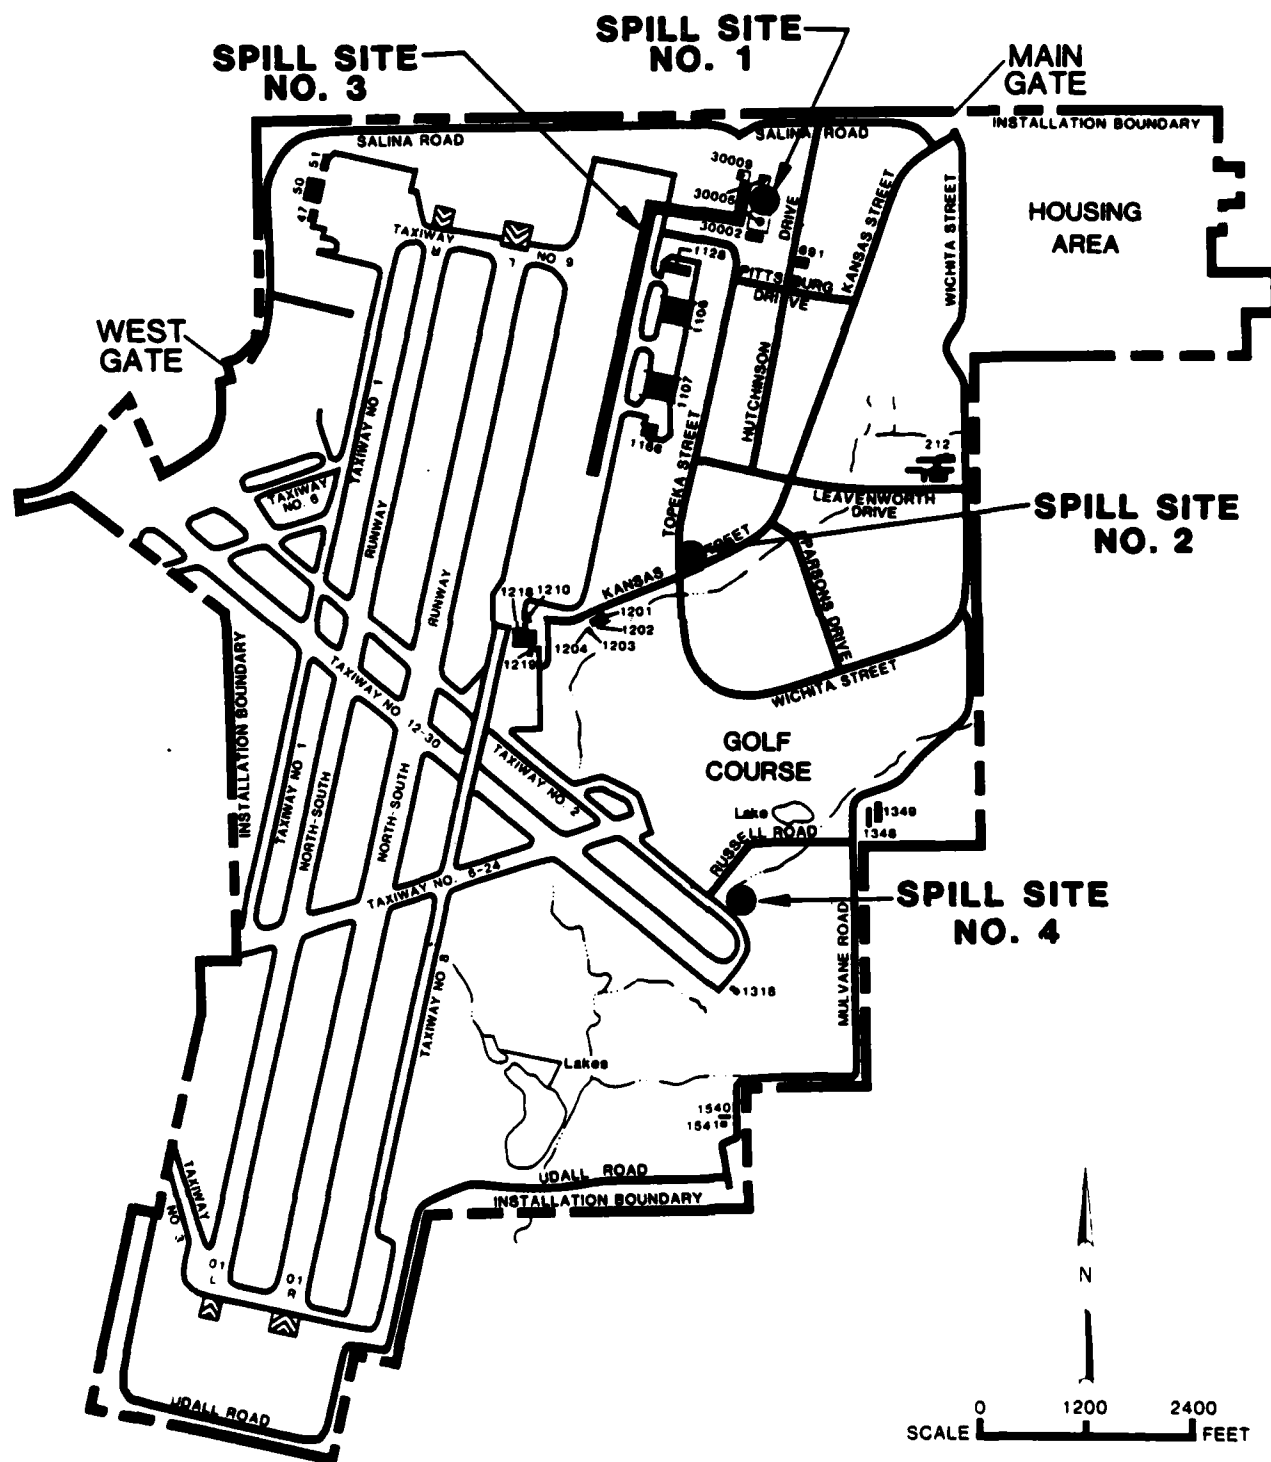 SPILL SITE
NO. 1
SPILL SITE
NO. 3
MAIN
GATE
INSTALLATION BOUNDARY
SALINA ROAD
SALINA ROAD
51
50
47
30009
30005
30002
DRIVE
KANSAS STREET
WICHITA STREET
HOUSING
AREA
TAXIWAY
NO 9
R
L
1128
691
PITTSBURG
DRIVE
1106
WEST
GATE
TAXIWAY NO 1
1107
HUTCHINSON
1166
TOPEKA STREET
212
LEAVENWORTH
DRIVE
TAXIWAY
NO. 6
RUNWAY
SPILL SITE
NO. 2
KANSAS
STREET
PARSONS DRIVE
RUNWAY
1218
1210
1201
1202
1203
1204
1219
WICHITA STREET
INSTALLATION BOUNDARY
TAXIWAY NO 12-30
TAXIWAY NO 1
NORTH-SOUTH
NORTH-SOUTH
TAXIWAY NO. 2
GOLF
COURSE
Lake
1349
1348
RUSSELL ROAD
TAXIWAY NO. 6-24
SPILL SITE
NO. 4
MULVANE ROAD
TAXIWAY NO 8
1318
Lakes
1540
1541
UDALL ROAD
INSTALLATION BOUNDARY
TAXIWAY
01
L
01
R
N
UDALL ROAD
0 1200 2400
SCALE FEET